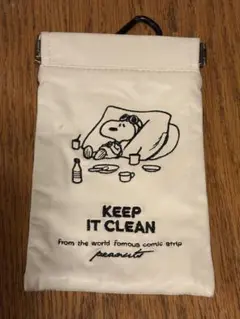 KEEP
IT CLEAN
From the world famous comic strip
peanuts